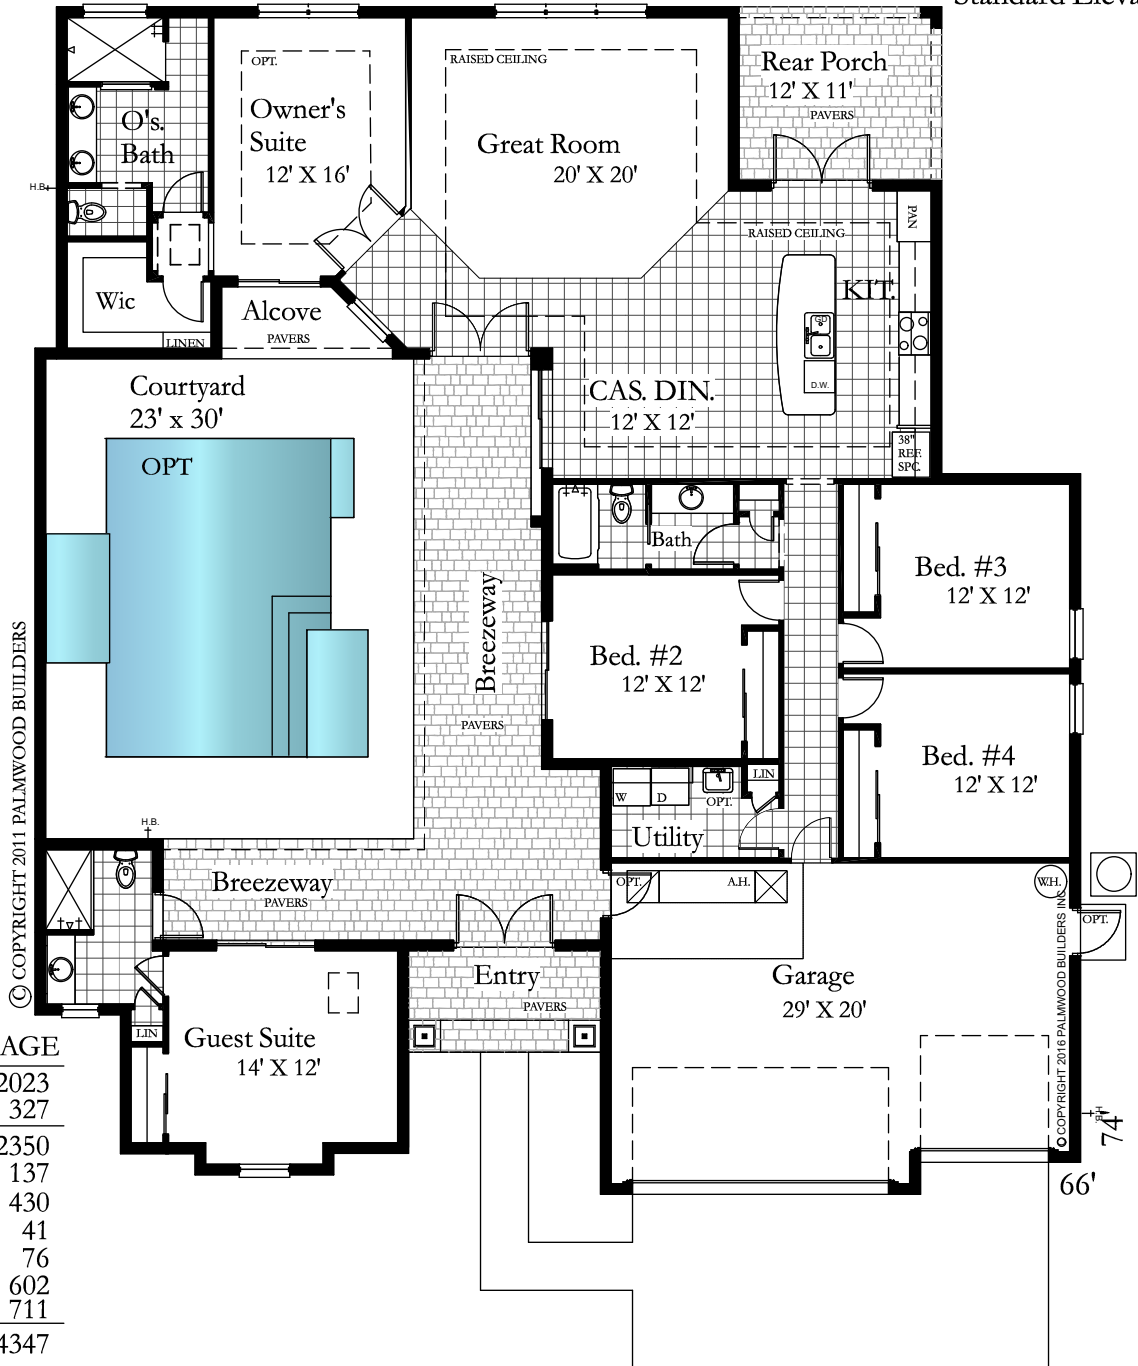 Standard Eleva
OPT.
RAISED CEILING
Rear Porch
12' X 11'
PAVERS
Owner's
Suite
12' X 16'
O's.
Bath
Great Room
20' X 20'
H.B.
PAN
RAISED CEILING
KIT.
Wic
LINEN
Alcove
PAVERS
GD
D.W.
Courtyard
23' x 30'
CAS. DIN.
12' X 12'
38"
REF.
SPC.
OPT
Bath
Bed. #3
12' X 12'
Breezeway
Bed. #2
12' X 12'
PAVERS
Bed. #4
12' X 12'
LIN
W
D
OPT.
Utility
H.B.
© COPYRIGHT 2011 PALMWOOD BUILDERS
Breezeway
PAVERS
OPT.
A.H.
W.H.
OPT.
Entry
PAVERS
Garage
29' X 20'
LIN
Guest Suite
14' X 12'
© COPYRIGHT 2016 PALMWOOD BUILDERS INC.
H.B.
74'
66'
AGE
2023
327
2350
137
430
41
76
602
711
4347